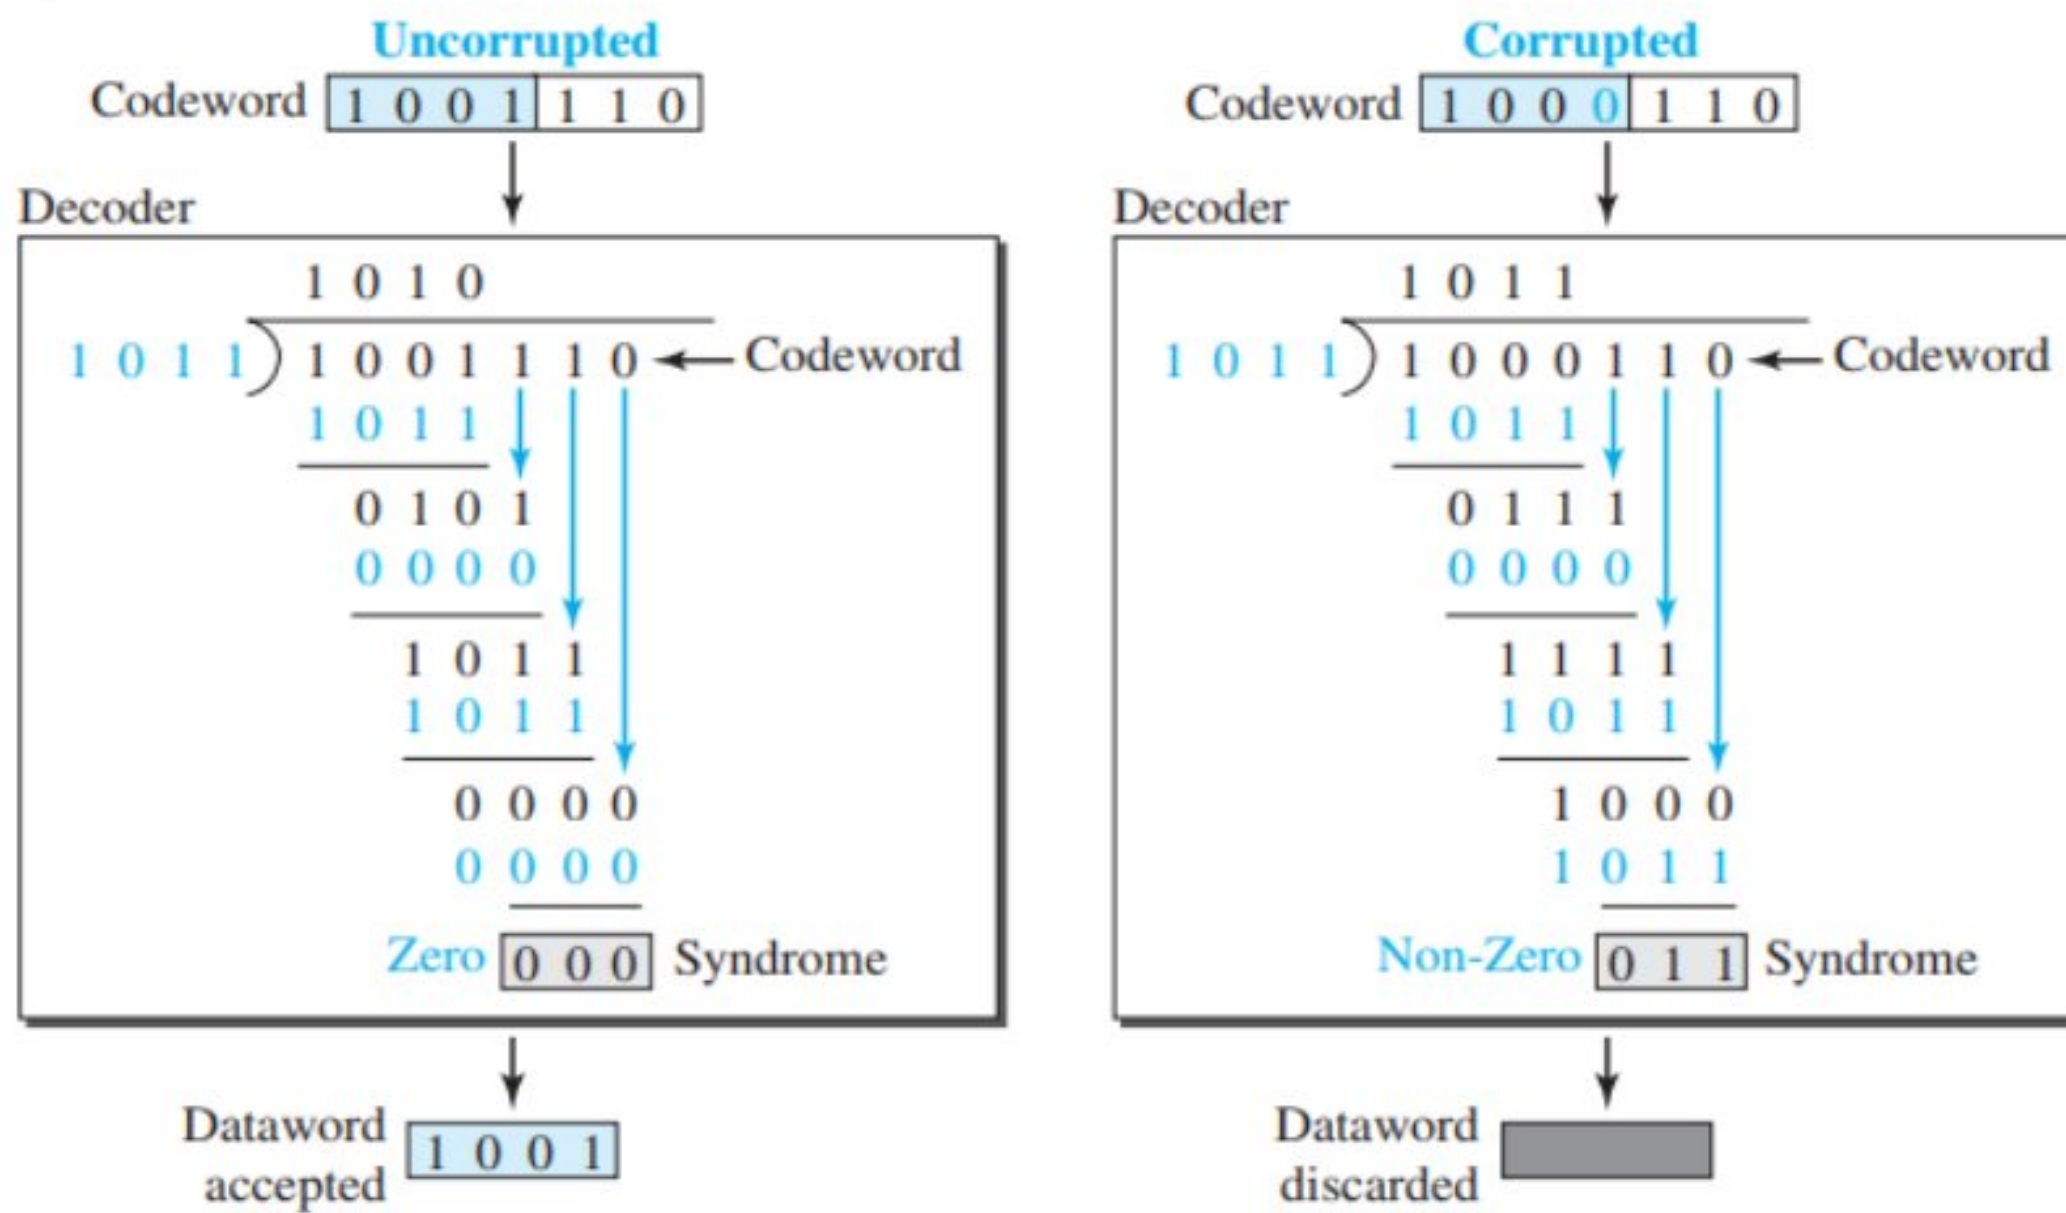 Uncorrupted
Codeword 1 0 0 1 1 1 0
Decoder
1 0 1 0
1 0 1 1 ) 1 0 0 1 1 1 0 Codeword
1 0 1 1
0 1 0 1
0 0 0 0
1 0 1 1
1 0 1 1
0 0 0 0
0 0 0 0
Zero 0 0 0 Syndrome
Dataword
accepted
1 0 0 1
Corrupted
Codeword 1 0 0 0 1 1 0
Decoder
1 0 1 1
1 0 1 1 ) 1 0 0 0 1 1 0 Codeword
1 0 1 1
0 1 1 1
0 0 0 0
1 1 1 1
1 0 1 1
1 0 0 0
1 0 1 1
Non-Zero 0 1 1 Syndrome
Dataword
discarded